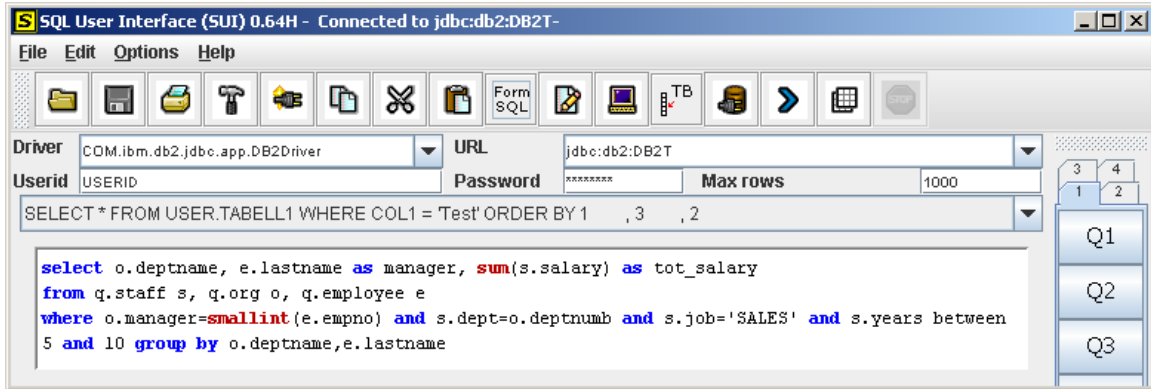 SQL User Interface (SUI) 0.64H - Connected to jdbc:db2:DB2T-
File Edit Options Help
Form SQL TB STOP
Driver COM.ibm.db2.jdbc.app.DB2Driver URL jdbc:db2:DB2T
Userid USERID Password ******** Max rows 1000
SELECT * FROM USER.TABELL1 WHERE COL1 = 'Test' ORDER BY 1 , 3 , 2
select o.deptname, e.lastname as manager, sum(s.salary) as tot_salary
from q.staff s, q.org o, q.employee e
where o.manager=smallint(e.empno) and s.dept=o.deptnumb and s.job='SALES' and s.years between
5 and 10 group by o.deptname,e.lastname
3 4
1 2
Q1
Q2
Q3